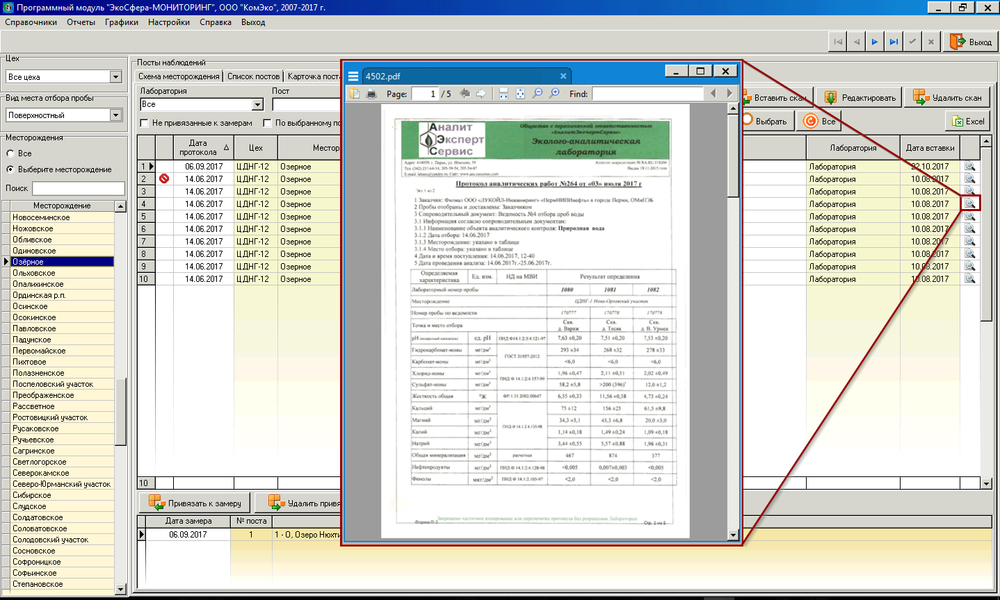 Программный модуль "ЭкоСфера-МОНИТОРИНГ", ООО "КомЭко", 2007-2017 г.
Справочники Отчеты Графики Настройки Справка Выход
Выход
Цех
Все цеха
Вид места отбора пробы
Поверхностный
Месторождения
Все
Выберите месторождение
Поиск
Месторождение
Новосеминское
Ножовское
Обливское
Одиновское
Озёрное
Ольховское
Опалихинское
Ординская р.п.
Осинское
Осокинское
Павловское
Падунское
Первомайское
Пихтовое
Полазненское
Поспеловский участок
Преображенское
Рассветное
Ростовицкий участок
Русаковское
Ручьевское
Сагринское
Светлогорское
Северокамское
Северо-Юрманский участок
Сибирское
Слудское
Солдатовское
Соловатовское
Солодовский участок
Сосновское
Софроницкое
Софьинское
Степановское
Посты наблюдений
Схема месторождения Список постов Карточка поста
Лаборатория Пост
Все
Не привязанные к замерам По выбранному по
Вставить скан Редактировать Удалить скан
Выбрать Все Excel
Дата протокола Цех Местор Лаборатория Дата вставки
1 06.09.2017 ЦДНГ-12 Озерное Лаборатория 22.10.2017
2 14.06.2017 ЦДНГ-12 Озерное Лаборатория 10.08.2017
3 14.06.2017 ЦДНГ-12 Озерное Лаборатория 10.08.2017
4 14.06.2017 ЦДНГ-12 Озерное Лаборатория 10.08.2017
5 14.06.2017 ЦДНГ-12 Озерное Лаборатория 10.08.2017
6 14.06.2017 ЦДНГ-12 Озерное Лаборатория 10.08.2017
7 14.06.2017 ЦДНГ-12 Озерное Лаборатория 10.08.2017
8 14.06.2017 ЦДНГ-12 Озерное Лаборатория 10.08.2017
9 14.06.2017 ЦДНГ-12 Озерное Лаборатория 10.08.2017
10 14.06.2017 ЦДНГ-12 Озерное Лаборатория 10.08.2017
10
Привязать к замеру Удалить привя
Дата замера № поста
06.09.2017 1 1 - О, Озеро Нюхти
4502.pdf
Page: 1 / 5 Find:
Аналит
Эксперт
Сервис
Общество с ограниченной ответственностью
«АналитЭкспертСервис»
Эколого-аналитическая
лаборатория
Протокол аналитических работ №264 от «03» июля 2017 г
Экз 1 из 2
1 Заказчик: Филиал ООО «ЛУКОЙЛ-Инжиниринг» «ПермНИПИнефть» в городе Перми, ОМиПЭБ
2 Пробы отобраны и доставлены: Заказчиком
3 Сопроводительный документ: Ведомость №4 отбора проб воды
3.1 Информация согласно сопроводительным документам:
3.1.1 Наименование объекта аналитического контроля: Природная вода
3.1.2 Дата отбора: 14.06.2017
3.1.3 Месторождение: указано в таблице
3.1.4 Место отбора: указано в таблице
4 Дата и время поступления: 14.06.2017, 12-40
5 Дата проведения анализа: 14.06.2017г.-25.06.2017г.
Определяемая характеристика Ед. изм. НД на МВИ Результат определения
Лабораторный номер пробы 1080 1081 1082
Месторождение ЦДНГ-1 Ново-Орловский участок
Номер пробы по ведомости 170777 170778 170779
Точка и место отбора Скв. д. Варяж Скв. д. Тесяк Скв. д. В. Урмея
pH ед. pH ПНД Ф14.1:2:3:4.121-97 7,63 ±0,20 7,51 ±0,20 7,53 ±0,20
Гидрокарбонат-ионы мг/дм³ ГОСТ 31957-2012 293 ±34 268 ±32 278 ±33
Карбонат-ионы мг/дм³ <6,0 <6,0 <6,0
Хлорид-ионы мг/дм³ ПНД Ф 14.1:2:4.157-99 1,96 ±0,47 2,11 ±0,51 2,02 ±0,49
Сульфат-ионы мг/дм³ 58,2 ±5,8 >200 (396)* 12,0 ±1,2
Жесткость общая °Ж ФР.1.31.2002.00647 6,55 ±0,33 11,56 ±0,58 4,73 ±0,24
Кальций мг/дм³ 75 ±12 156 ±25 61,5 ±9,8
Магний мг/дм³ ПНД Ф 14.1:2:4.135-98 34,3 ±5,1 45,3 ±6,8 20,0 ±3,0
Калий мг/дм³ 1,14 ±0,18 1,49 ±0,24 1,09 ±0,18
Натрий мг/дм³ 3,44 ±0,55 5,57 ±0,88 1,96 ±0,31
Общая минерализация мг/дм³ расчетная 467 874 377
Нефтепродукты мг/дм³ ПНД Ф 14.1:2:4.128-98 <0,005 0,007±0,003 <0,005
Фенолы мкг/дм³ ПНД Ф 14.1:2.105-97 <2,0 <2,0 <2,0
Запрещено частичное копирование или перепечатка протокола без разрешения Лаборатории
Форма П-2 Стр. 1 из 5